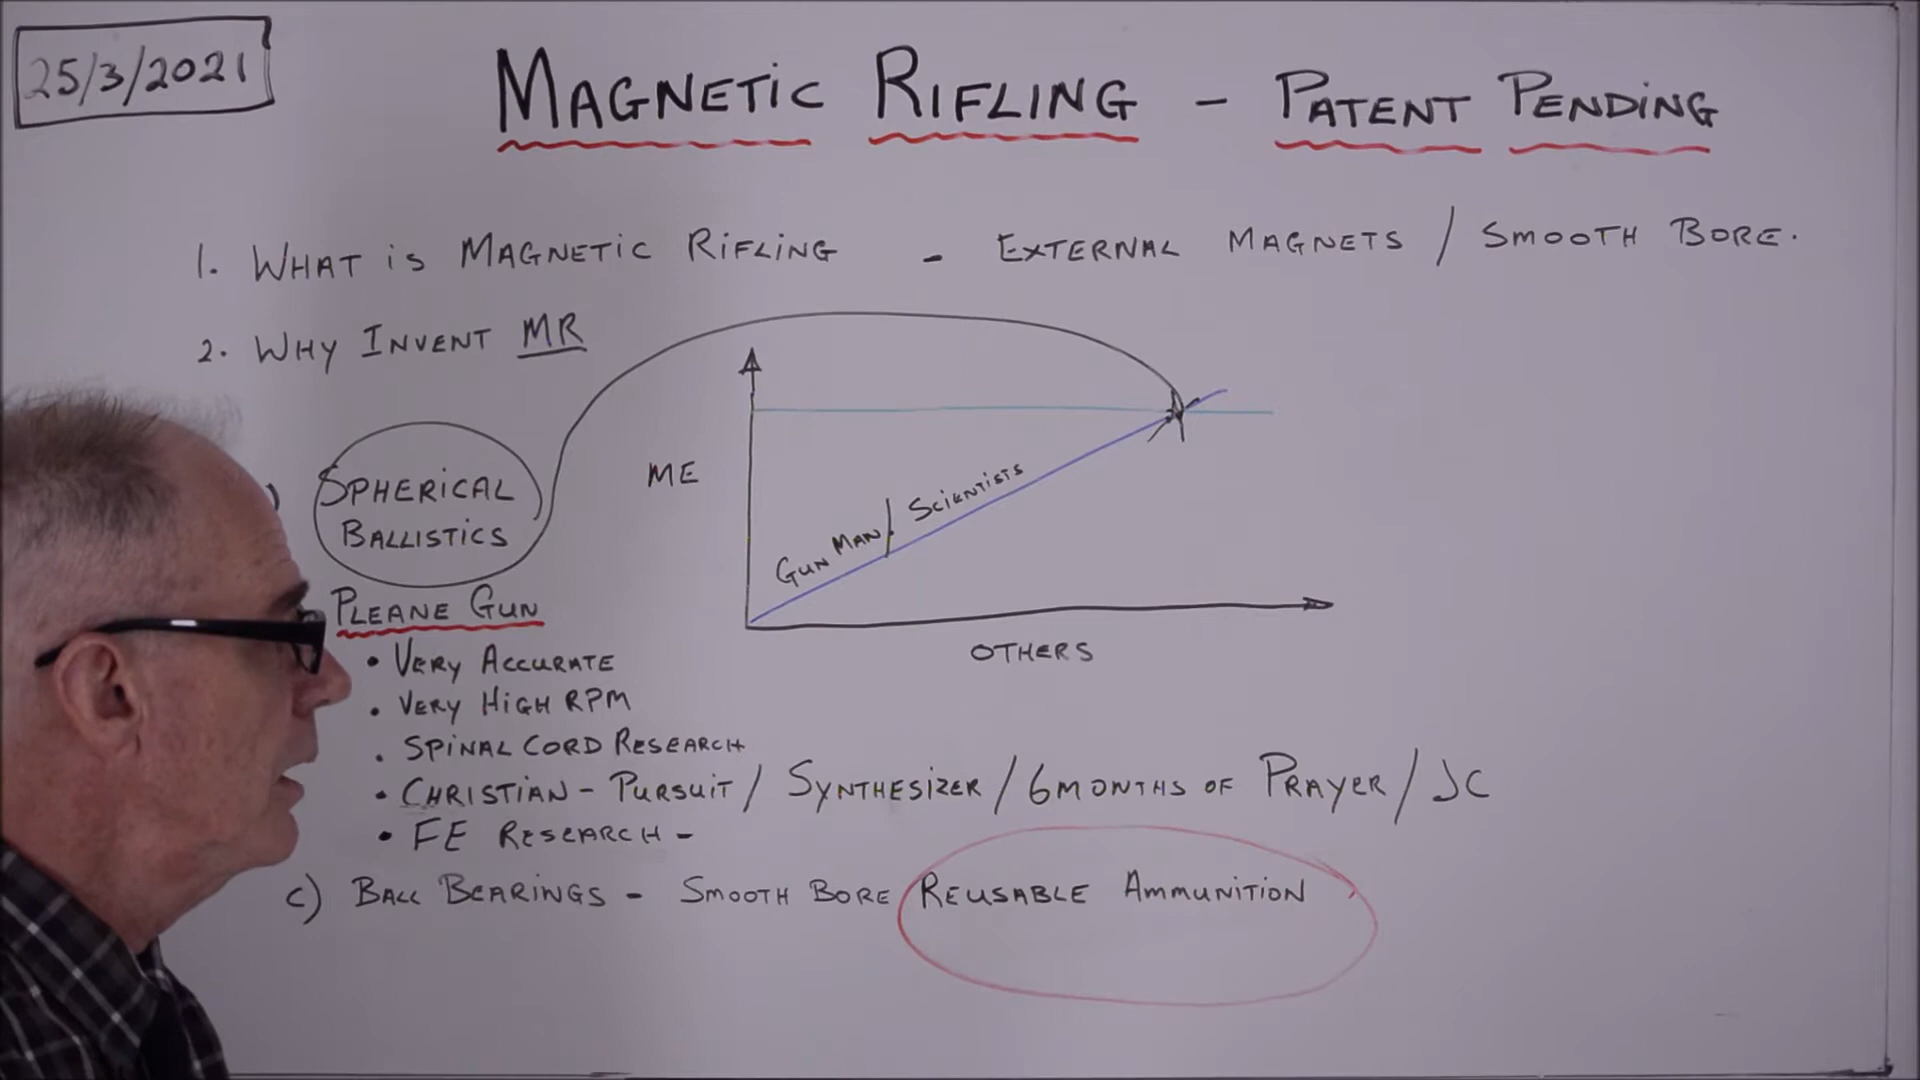 25/3/2021
MAGNETIC RIFLING - PATENT PENDING
1. WHAT iS MAGNETIC RIFLING - EXTERNAL MAGNETS / SMOOTH BORE.
2. WHY INVENT MR
) SPHERICAL
BALLISTICS
ME
GUN MAN / SCIENTISTS
OTHERS
PLEANE GUN
• VERY ACCURATE
• VERY HIGH RPM
• SPINAL CORD RESEARCH
• CHRISTIAN - PURSUIT / SYNTHESIZER / 6 MONTHS OF PRAYER / JC
• FE RESEARCH -
c) BALL BEARINGS - SMOOTH BORE REUSABLE AMMUNITION